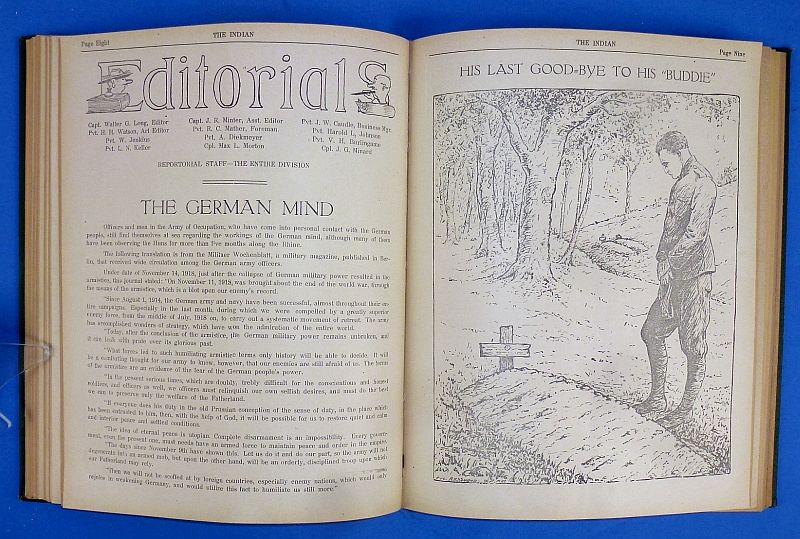 Page Eight
THE INDIAN
Editorials
Capt. Walter G. Long, Editor
Capt. J. R. Minter, Asst. Editor
Pvt. J. W. Caudle, Business Mgr.
Pvt. H. H. Watson, Art Editor
Pvt. R. C. Mather, Foreman
Pvt. Harold L. Johnson
Pvt. W. Jenkins
Pvt. A. Diekmeyer
Pvt. V. H. Burlingame
Pvt. L. N. Keller
Cpl. Max L. Morton
Cpl. J. G. Minard
REPORTORIAL STAFF—THE ENTIRE DIVISION
THE GERMAN MIND
Officers and men in the Army of Occupation, who have come into personal contact with the German
people, still find themselves at sea regarding the workings of the German mind, although many of them
have been observing the Huns for more than five months along the Rhine.
The following translation is from the Militar Wochenblatt, a military magazine, published in Ber-
lin, that received wide circulation among the German army officers.
Under date of November 14, 1918, just after the collapse of German military power resulted in the
armistice, this journal stated: "On November 11, 1918, was brought about the end of the world war, through
the means of the armistice, which is a blot upon our enemy's record.
"Since August 1, 1914, the German army and navy have been successful, almost throughout their en-
tire campaigns. Especially in the last month, during which we were compelled by a greatly superior
enemy force, from the middle of July, 1918 on, to carry out a systematic movement of retreat. The army
has accomplished wonders of strategy, which have won the admiration of the entire world.
"Today, after the conclusion of the armistice, the German military power remains unbroken, and
it can look with pride over its glorious past.
"What forces led to such humiliating armistice terms only history will be able to decide. It will
be a comforting thought for our army to know, however, that our enemies are still afraid of us. The terms
of the armistice are an evidence of the fear of the German people's power.
"In the present serious times, which are doubly, trebly difficult for the conscientious and honest
soldiers, and officers as well, we officers must relinquish our own selfish desires, and must do the best
we can to preserve only the welfare of the Fatherland.
"If everyone does his duty in the old Prussian conception of the sense of duty, in the place which
has been entrusted to him, then, with the help of God, it will be possible for us to restore quiet and calm
and interior peace and settled conditions.
"The idea of eternal peace is utopian. Complete disarmament is an impossibility. Every govern-
ment, even the present one, must needs have an armed force to maintain peace and order in the country.
"The days since November 9th have shown this. Let us do it and do our part, so the army will not
degenerate into an armed mob, but upon the other hand, will be an orderly, disciplined troop upon which
our Fatherland may rely.
"Then we will not be scoffed at by foreign countries, especially enemy nations, which would only
rejoice in weakening Germany, and would utilize this fact to humiliate us still more."
THE INDIAN
Page Nine
HIS LAST GOOD-BYE TO HIS "BUDDIE"